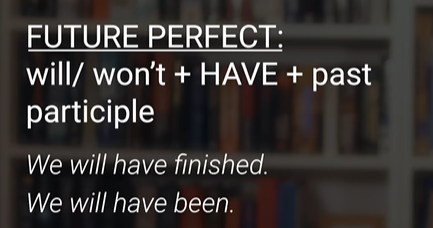 FUTURE PERFECT:
will/ won't + HAVE + past
participle
We will have finished.
We will have been.